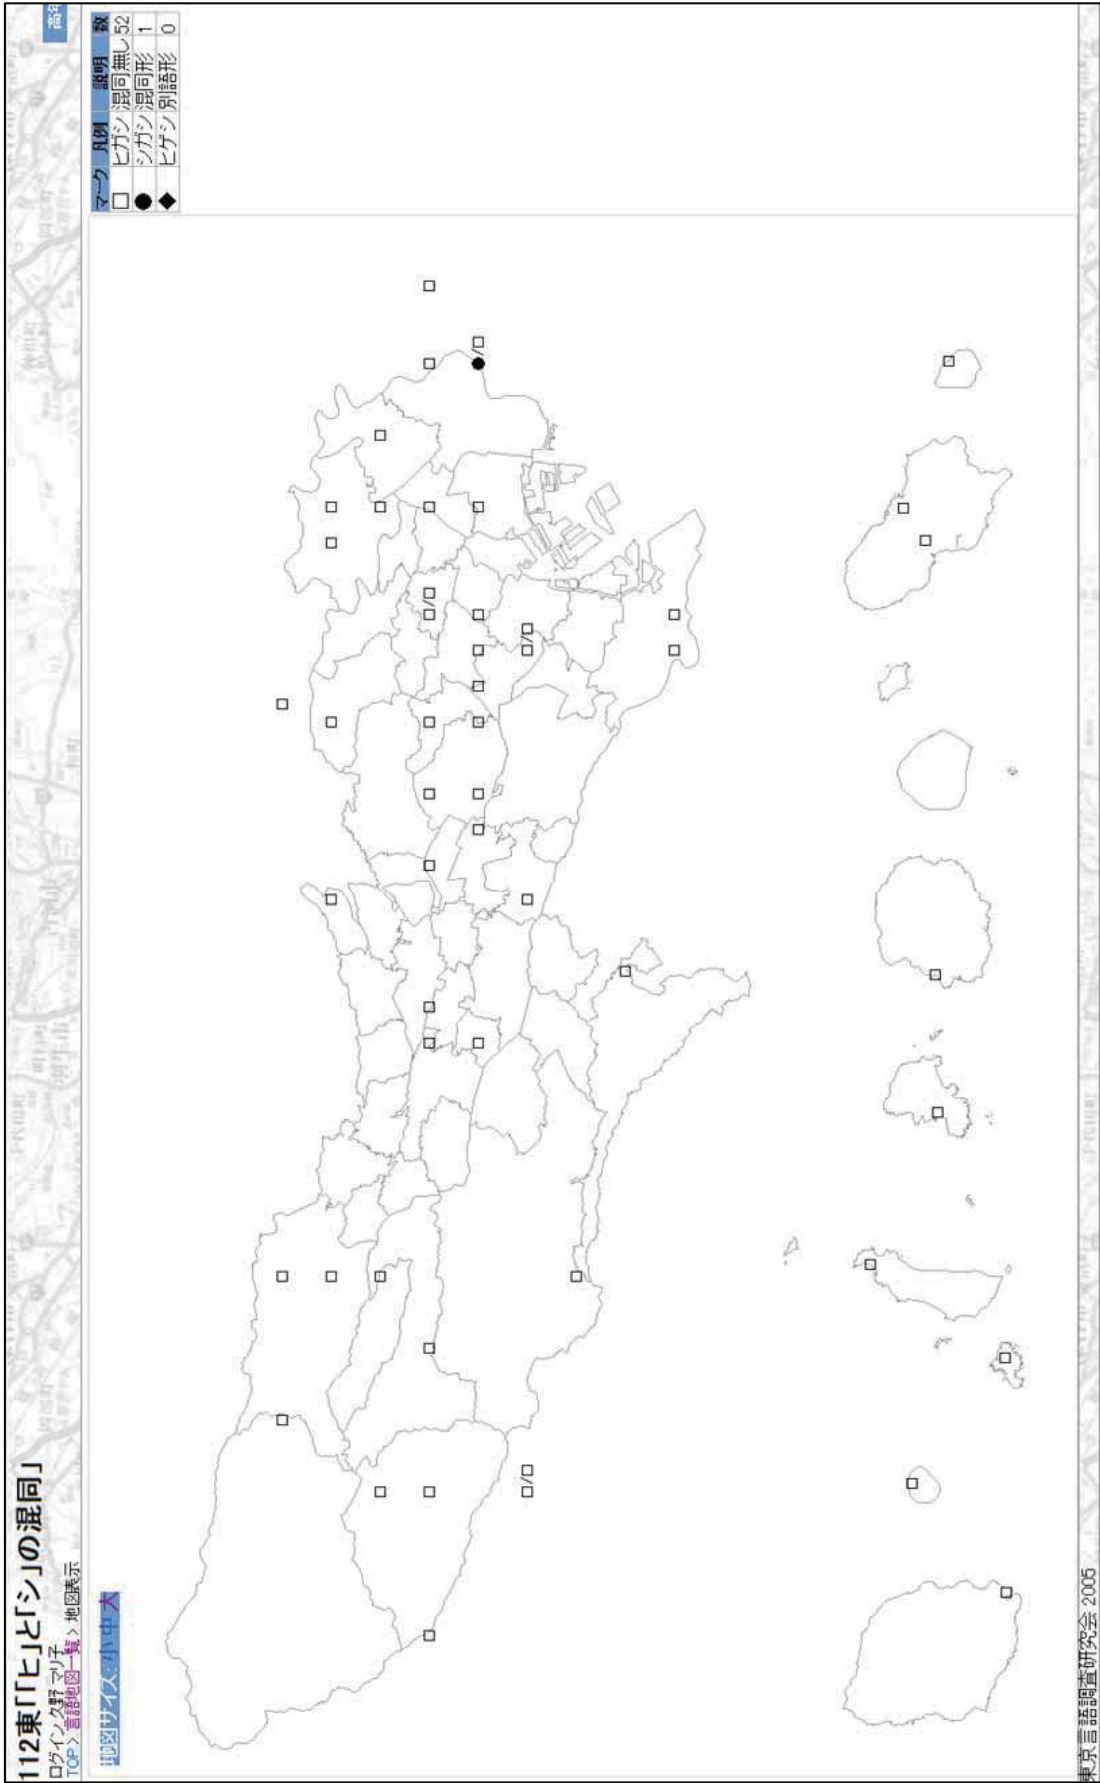 112東「「ヒ」と「シ」の混同」
ログイン 久野 マリ子
TOP > 言語地図一覧 > 地図表示
地図サイズ: 小 中 大
マーク 凡例 説明 数
□ ヒガシ 混同無し 52
● シガシ 混同形 1
◆ ヒゲシ 別語形 0
東京言語調査研究会 2005